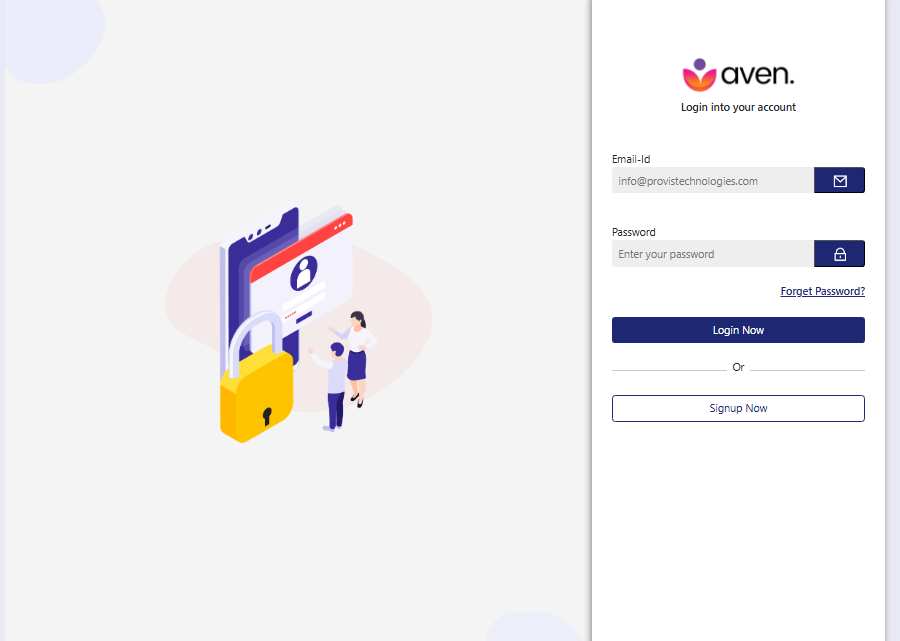 aven.
Login into your account
Email-Id
info@provistechnologies.com
Password
Enter your password
Forget Password?
Login Now
Or
Signup Now